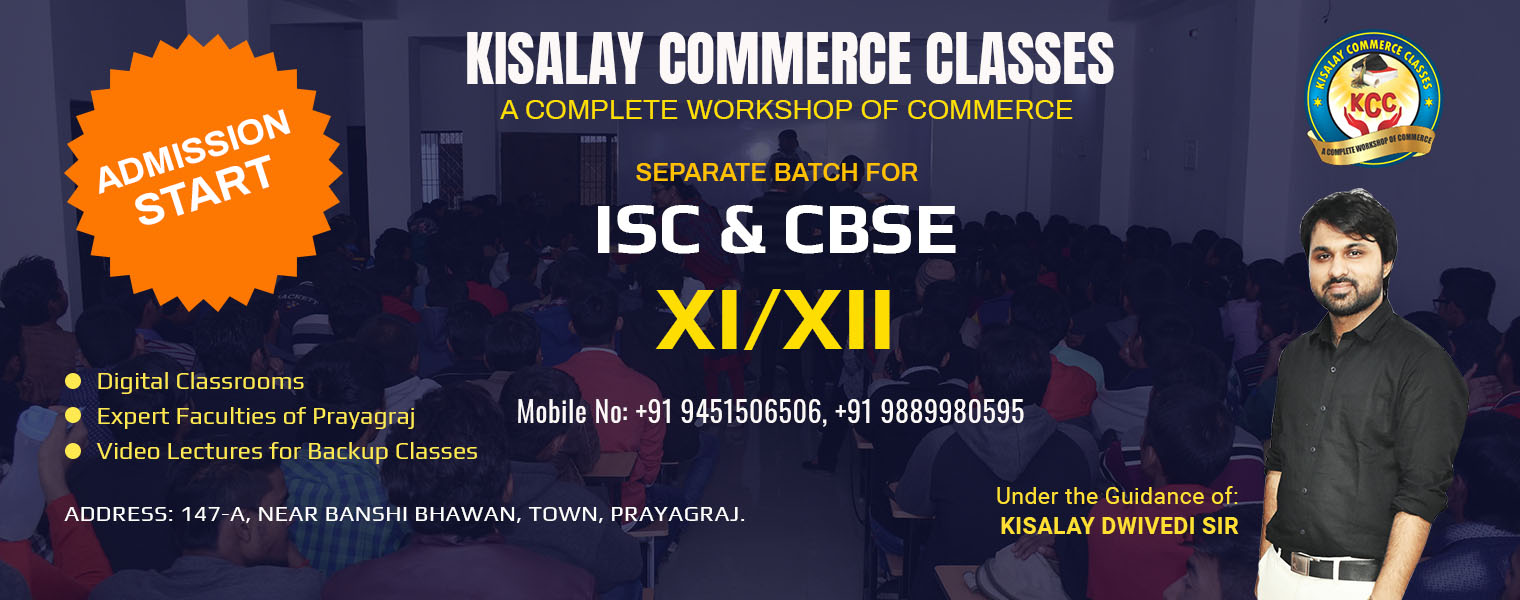 KISALAY COMMERCE CLASSES
A COMPLETE WORKSHOP OF COMMERCE
ADMISSION
START
KISALAY COMMERCE CLASSES
KCC
A COMPLETE WORKSHOP OF COMMERCE
SEPARATE BATCH FOR
ISC & CBSE
XI/XII
Digital Classrooms
Expert Faculties of Prayagraj
Video Lectures for Backup Classes
Mobile No: +91 9451506506, +91 9889980595
ADDRESS: 147-A, NEAR BANSHI BHAWAN, TOWN, PRAYAGRAJ.
Under the Guidance of:
KISALAY DWIVEDI SIR